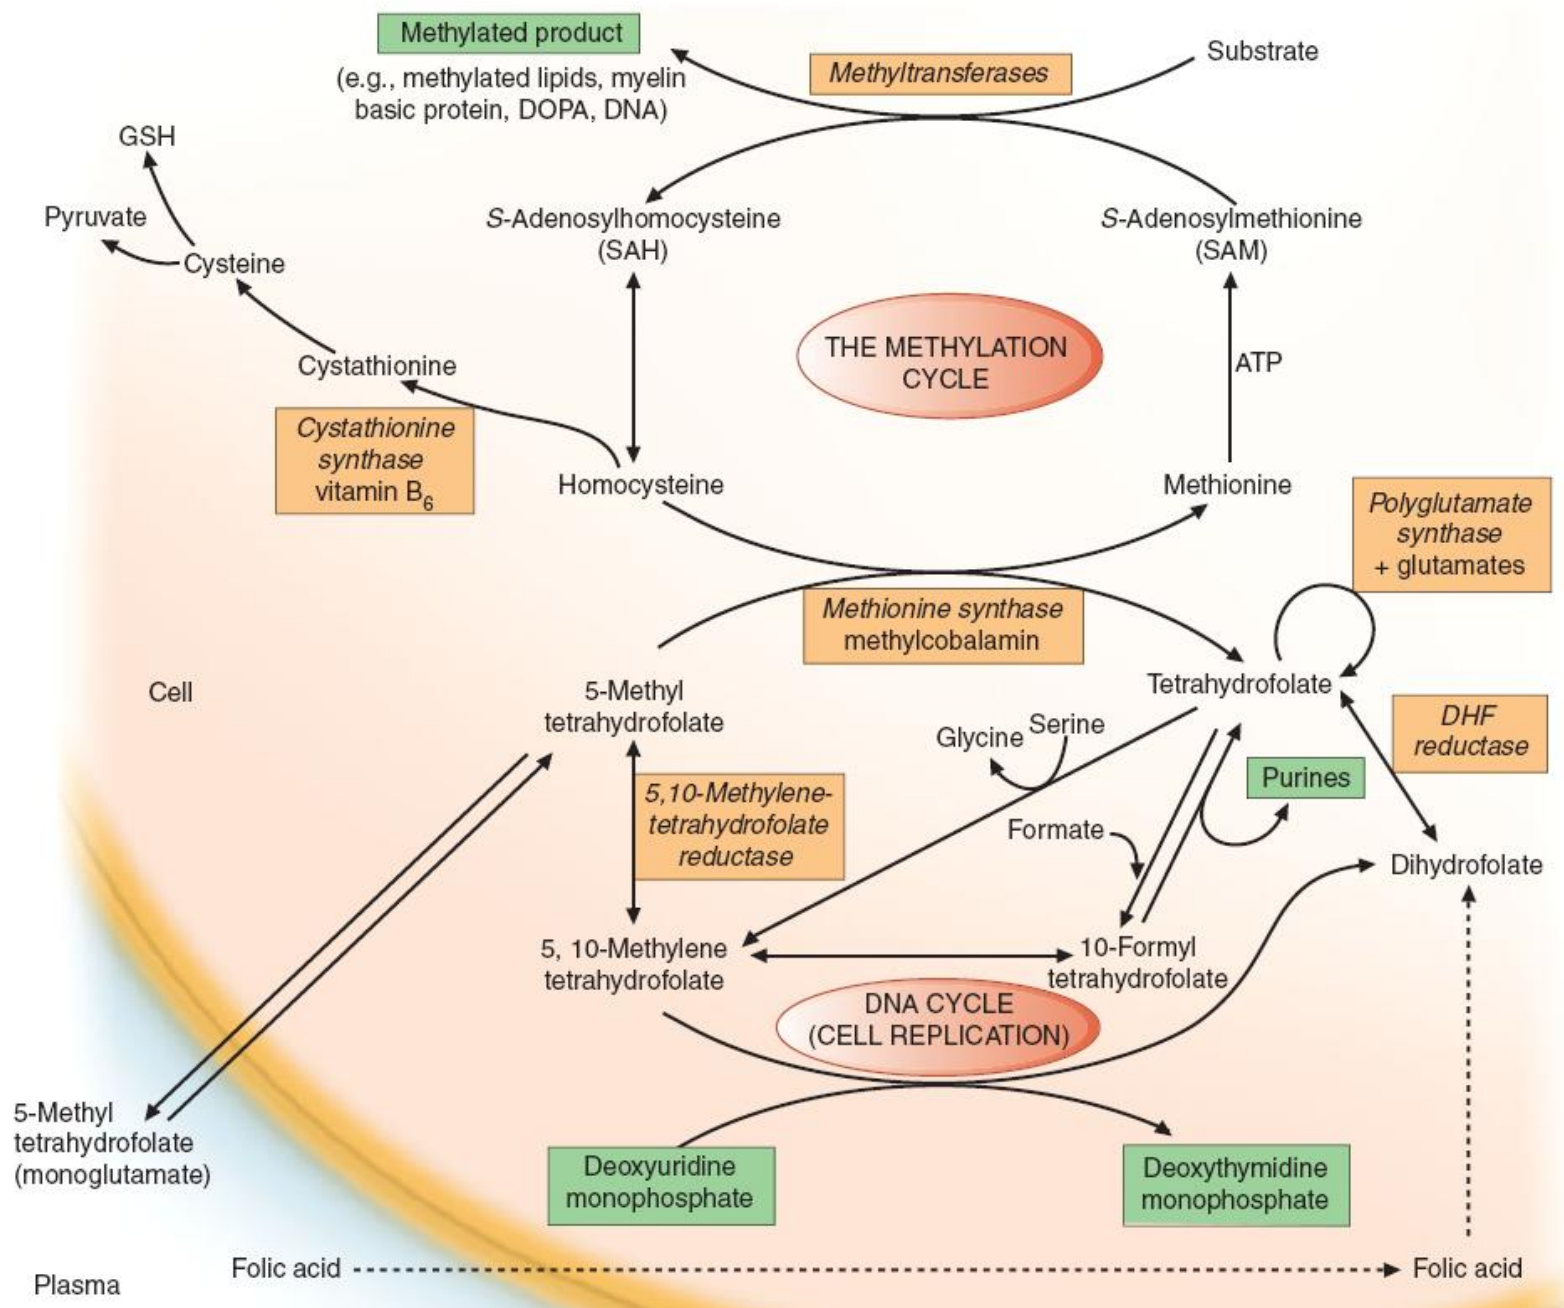 Methylated product
(e.g., methylated lipids, myelin
basic protein, DOPA, DNA)
Methyltransferases
Substrate
GSH
Pyruvate
Cysteine
S-Adenosylhomocysteine
(SAH)
S-Adenosylmethionine
(SAM)
THE METHYLATION
CYCLE
ATP
Cystathionine
Cystathionine
synthase
vitamin B6
Homocysteine
Methionine
Polyglutamate
synthase
+ glutamates
Methionine synthase
methylcobalamin
Cell
5-Methyl
tetrahydrofolate
Tetrahydrofolate
DHF
reductase
Glycine
Serine
Purines
5,10-Methylene-
tetrahydrofolate
reductase
Formate
Dihydrofolate
5, 10-Methylene
tetrahydrofolate
10-Formyl
tetrahydrofolate
DNA CYCLE
(CELL REPLICATION)
5-Methyl
tetrahydrofolate
(monoglutamate)
Deoxyuridine
monophosphate
Deoxythymidine
monophosphate
Plasma
Folic acid
Folic acid